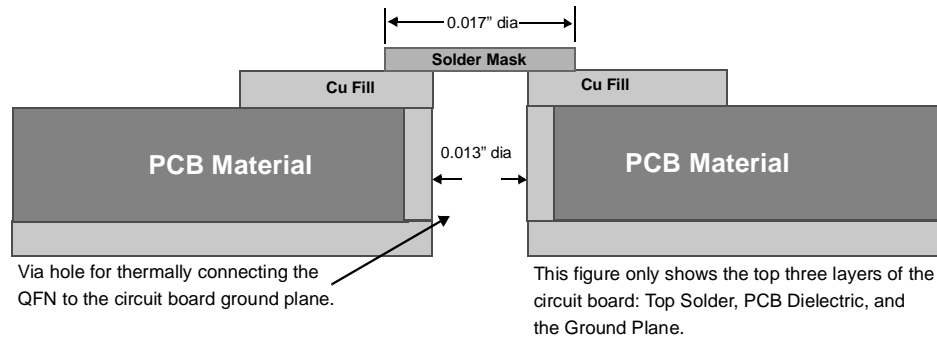 0.017” dia
Solder Mask
Cu Fill
Cu Fill
PCB Material
0.013” dia
PCB Material
Via hole for thermally connecting the
QFN to the circuit board ground plane.
This figure only shows the top three layers of the
circuit board: Top Solder, PCB Dielectric, and
the Ground Plane.